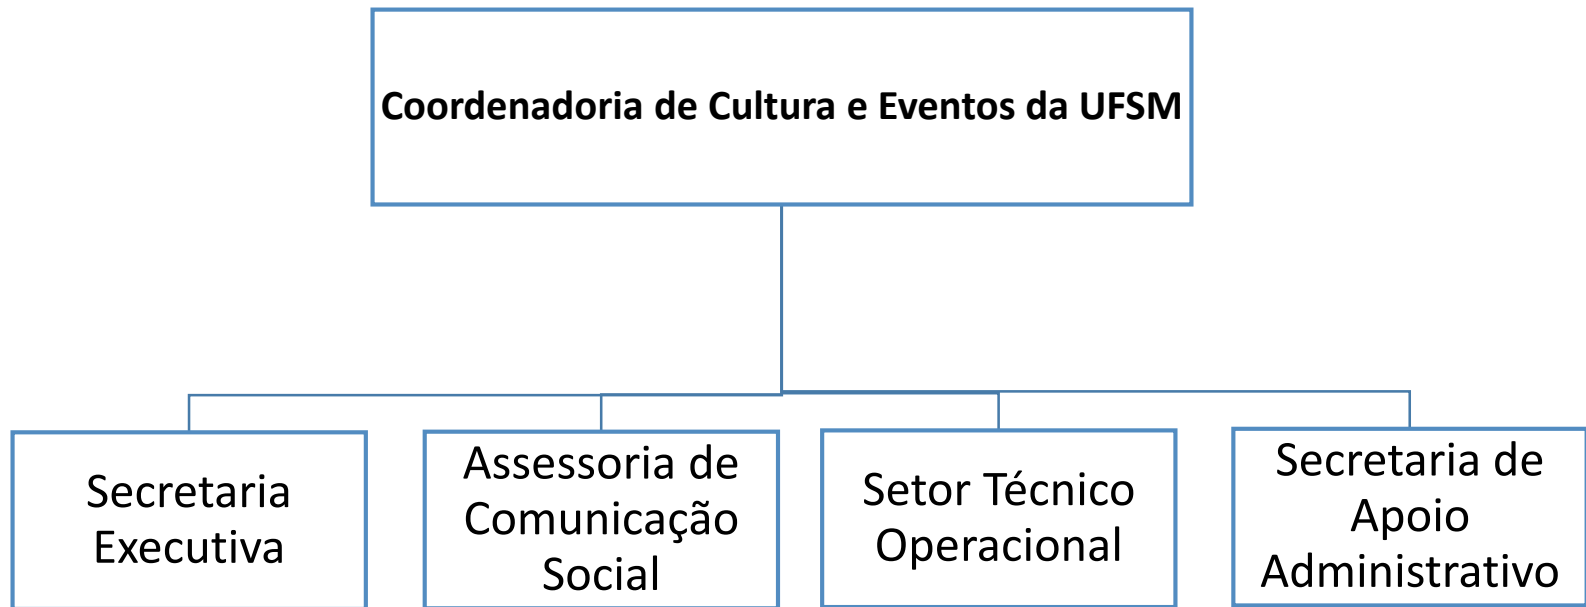 Coordenadoria de Cultura e Eventos da UFSM
Secretaria
Executiva
Assessoria de
Comunicação
Social
Setor Técnico
Operacional
Secretaria de
Apoio
Administrativo